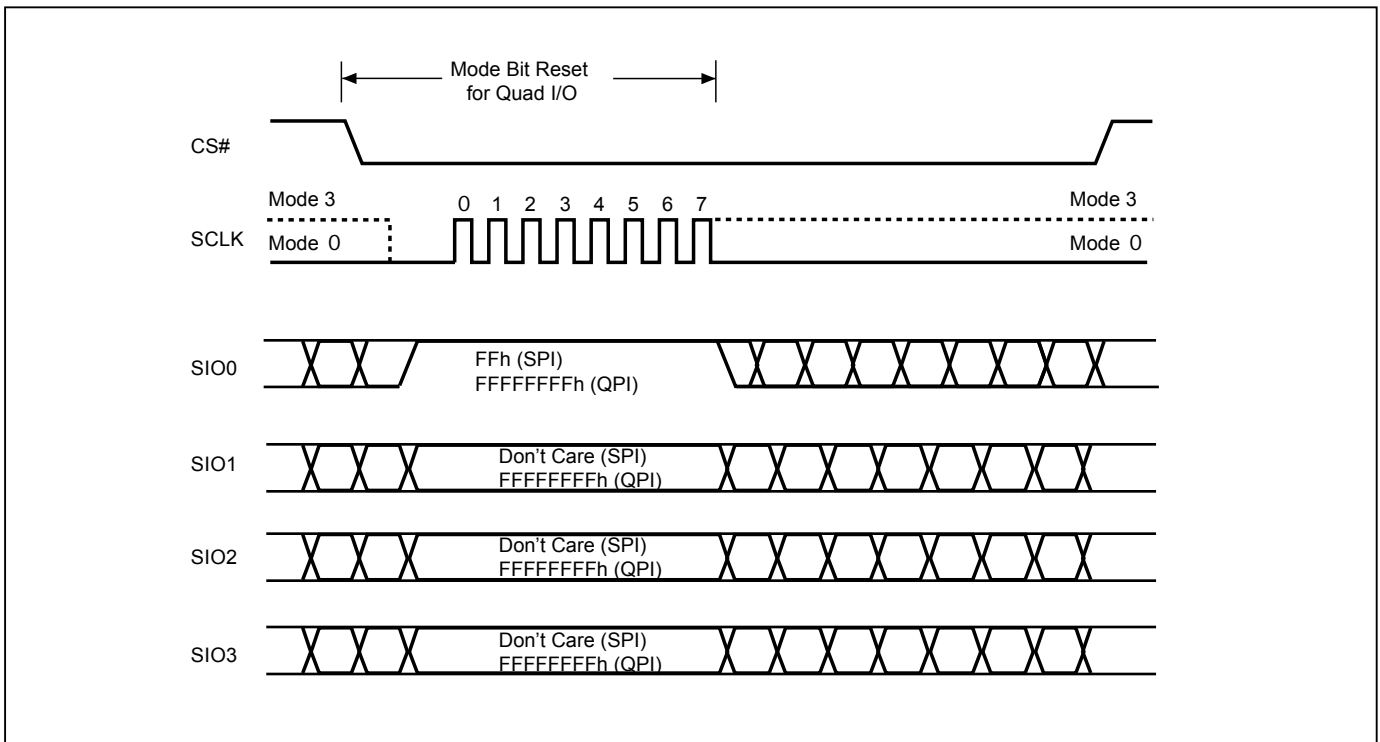 Mode Bit Reset
for Quad I/O
CS#
Mode 3
0 1 2 3 4 5 6 7
Mode 3
SCLK
Mode 0
Mode 0
SIO0
FFh (SPI)
FFFFFFFFh (QPI)
SIO1
Don’t Care (SPI)
FFFFFFFFh (QPI)
SIO2
Don’t Care (SPI)
FFFFFFFFh (QPI)
SIO3
Don’t Care (SPI)
FFFFFFFFh (QPI)